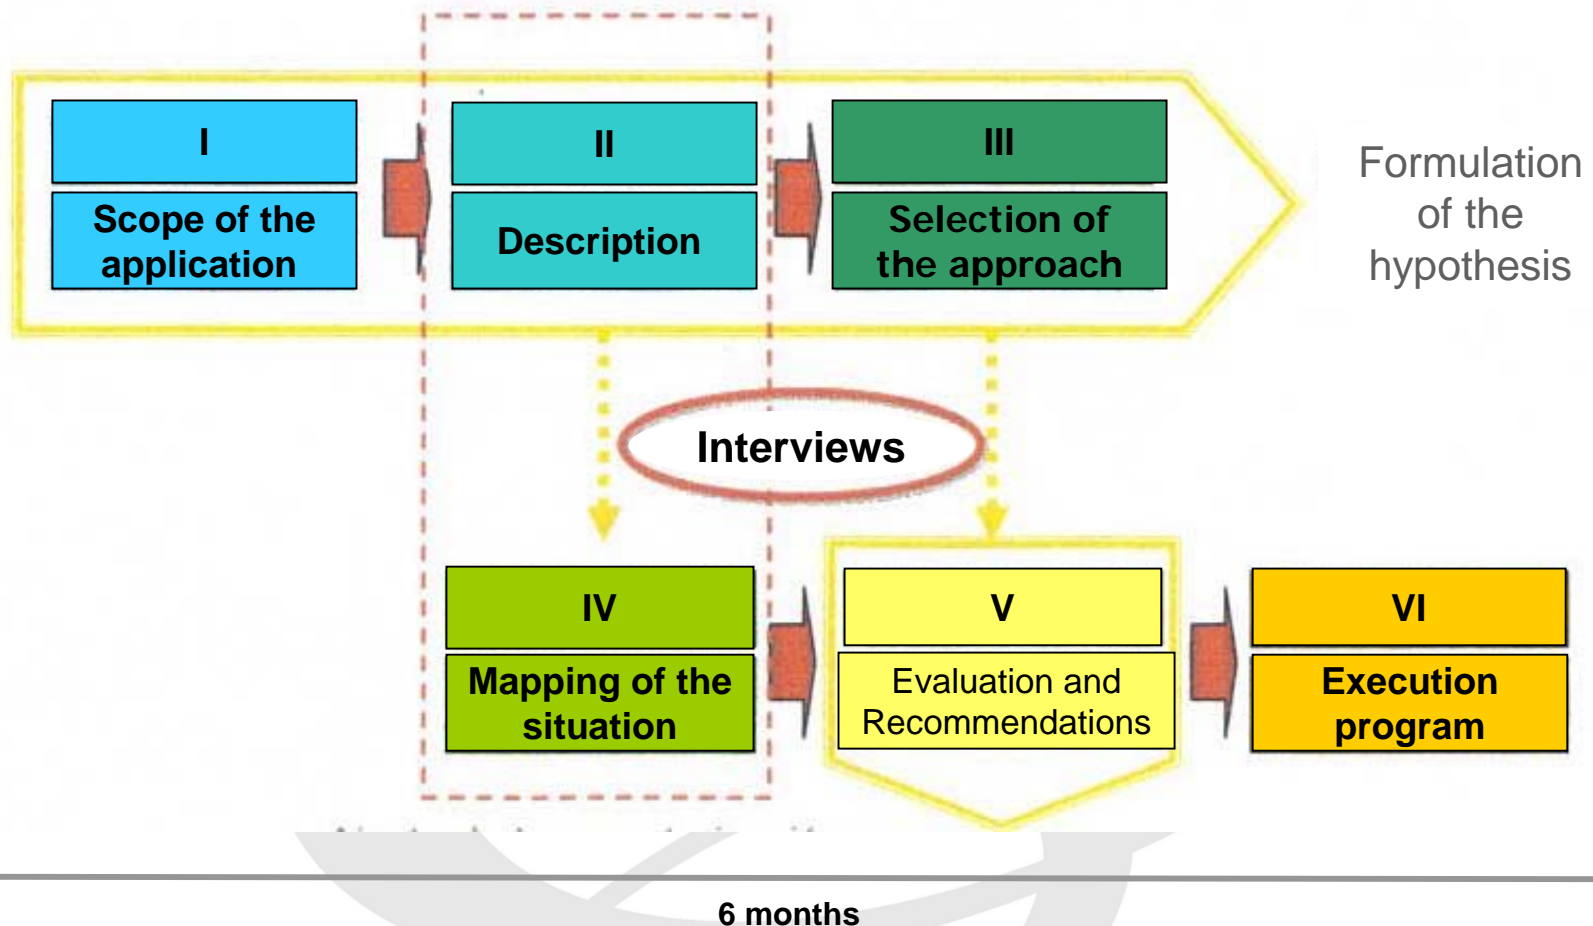 I
Scope of the
application
II
Description
III
Selection of
the approach
Formulation
of the
hypothesis
Interviews
IV
Mapping of the
situation
V
Evaluation and
Recommendations
VI
Execution
program
6 months